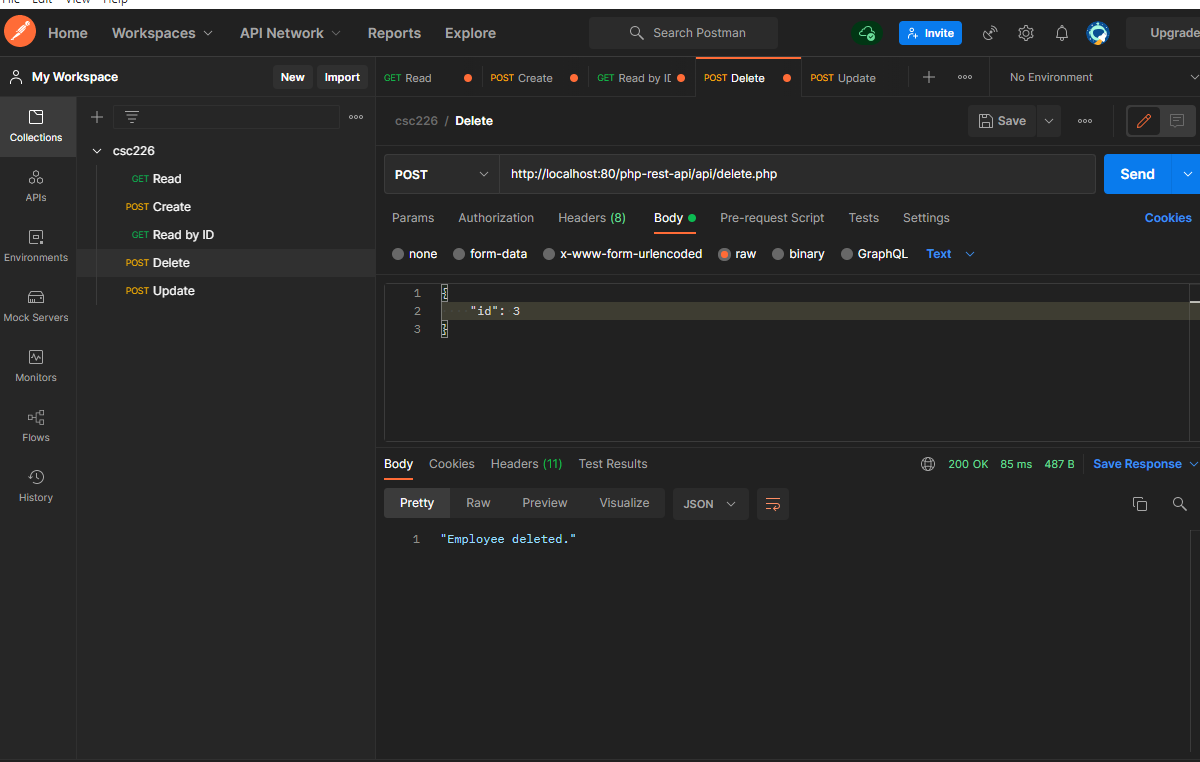 File Edit View Help
Home Workspaces API Network Reports Explore Search Postman Invite Upgrade
My Workspace New Import GET Read POST Create GET Read by ID POST Delete POST Update No Environment
Collections
APIs
Environments
Mock Servers
Monitors
Flows
History
csc226
GET Read
POST Create
GET Read by ID
POST Delete
POST Update
csc226 / Delete Save
POST http://localhost:80/php-rest-api/api/delete.php Send
Params Authorization Headers (8) Body Pre-request Script Tests Settings Cookies
none form-data x-www-form-urlencoded raw binary GraphQL Text
1 {
2 "id": 3
3 }
Body Cookies Headers (11) Test Results 200 OK 85 ms 487 B Save Response
Pretty Raw Preview Visualize JSON
1 "Employee deleted."